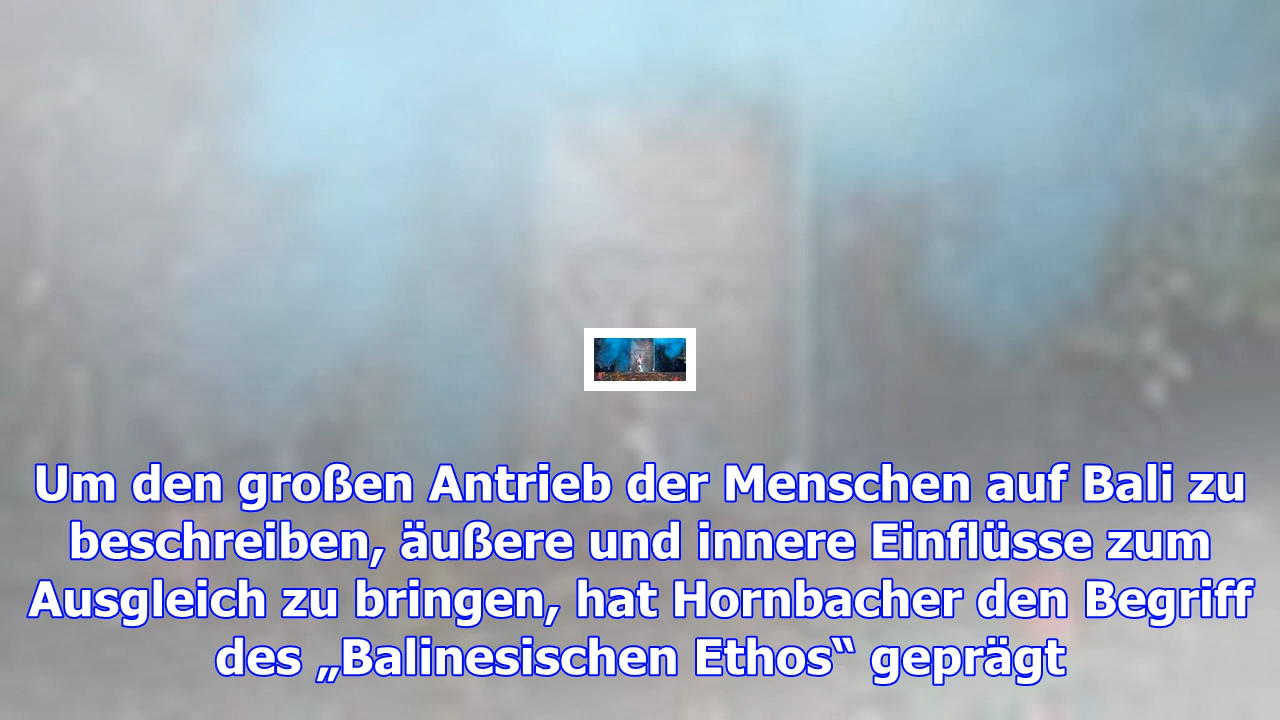 Um den großen Antrieb der Menschen auf Bali zu
beschreiben, äußere und innere Einflüsse zum
Ausgleich zu bringen, hat Hornbacher den Begriff
des „Balinesischen Ethos“ geprägt